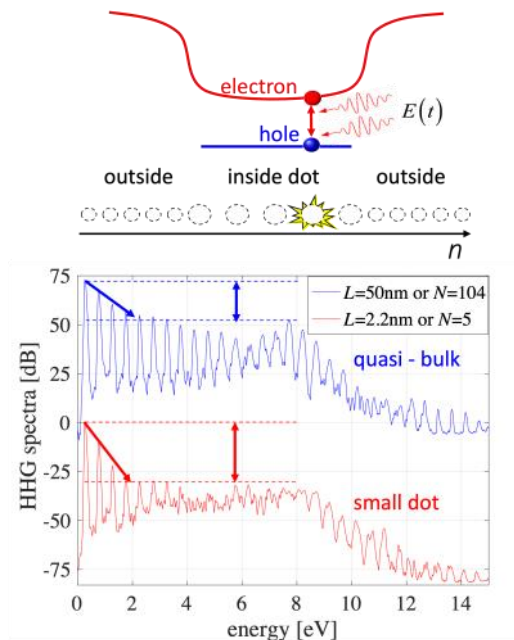 electron
E(t)
hole
outside inside dot outside
n
75
50
25
0
-25
-50
-75
HHG spectra [dB]
L=50nm or N=104
L=2.2nm or N=5
quasi - bulk
small dot
0 2 4 6 8 10 12 14
energy [eV]